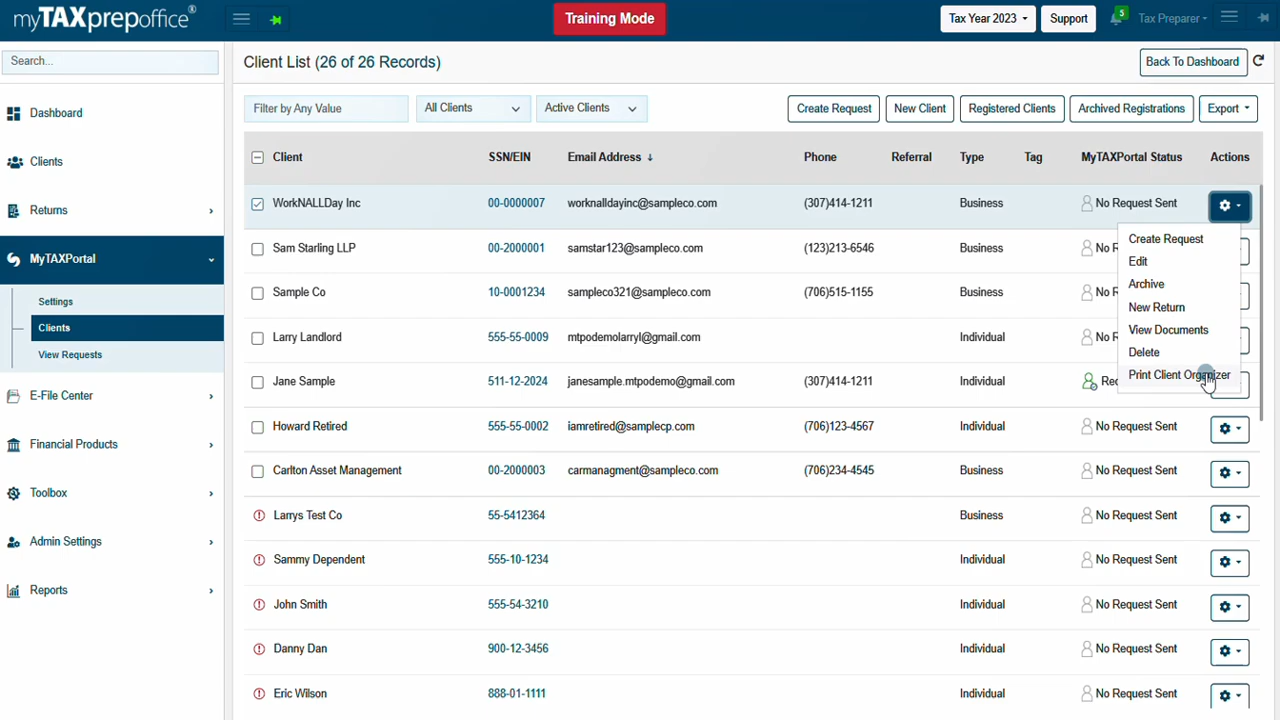 myTAXprepoffice®
Training Mode
Tax Year 2023
Support
5
Tax Preparer
Search...
Client List (26 of 26 Records)
Back To Dashboard
Dashboard
Clients
Returns
MyTAXPortal
Settings
Clients
View Requests
E-File Center
Financial Products
Toolbox
Admin Settings
Reports
Filter by Any Value All Clients Active Clients Create Request New Client Registered Clients Archived Registrations Export
Client SSN/EIN Email Address ↓ Phone Referral Type Tag MyTAXPortal Status Actions
WorkNALLDay Inc 00-0000007 worknalldayinc@sampleco.com (307)414-1211 Business No Request Sent
Sam Starling LLP 00-2000001 samstar123@sampleco.com (123)213-6546 Business No R
Sample Co 10-0001234 sampleco321@sampleco.com (706)515-1155 Business No R
Larry Landlord 555-55-0009 mtpodemolarryl@gmail.com Individual No R
Jane Sample 511-12-2024 janesample.mtpodemo@gmail.com (307)414-1211 Individual Rec
Howard Retired 555-55-0002 iamretired@samplecp.com (706)123-4567 Individual No Request Sent
Carlton Asset Management 00-2000003 carmanagment@sampleco.com (706)234-4545 Business No Request Sent
Larrys Test Co 55-5412364 Business No Request Sent
Sammy Dependent 555-10-1234 Individual No Request Sent
John Smith 555-54-3210 Individual No Request Sent
Danny Dan 900-12-3456 Individual No Request Sent
Eric Wilson 888-01-1111 Individual No Request Sent
Create Request
Edit
Archive
New Return
View Documents
Delete
Print Client Organizer